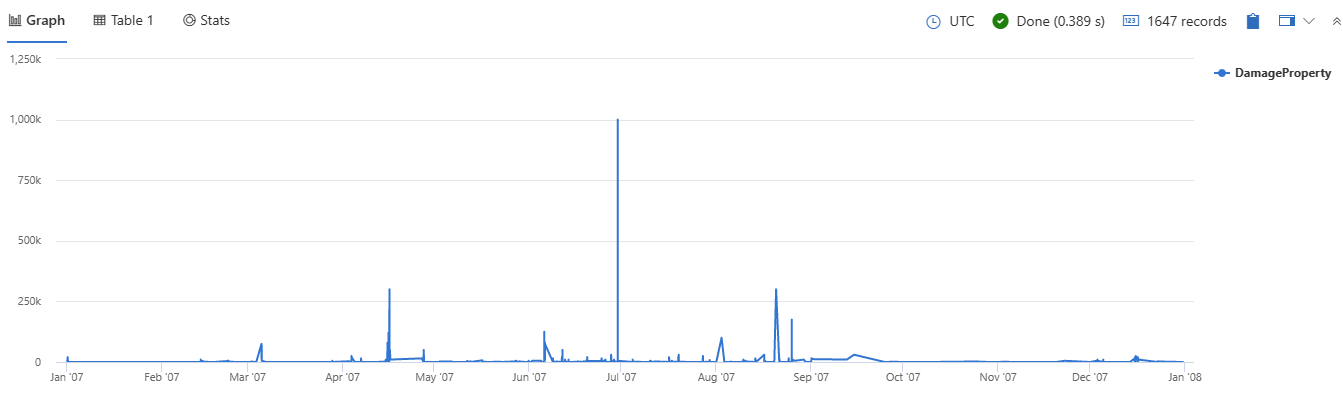 Graph Table 1 Stats UTC Done (0.389 s) 123 1647 records
1,250k
DamageProperty
1,000k
750k
500k
250k
0
Jan '07 Feb '07 Mar '07 Apr '07 May '07 Jun '07 Jul '07 Aug '07 Sep '07 Oct '07 Nov '07 Dec '07 Jan '08